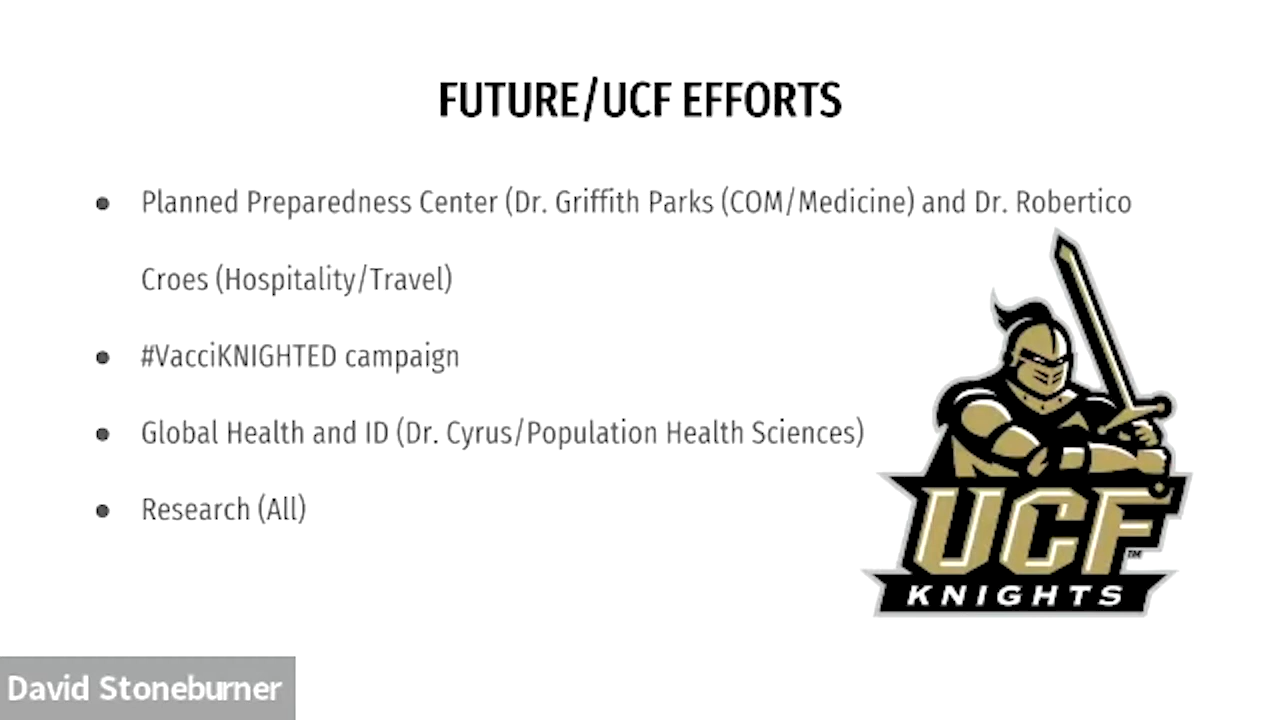 FUTURE/UCF EFFORTS
● Planned Preparedness Center (Dr. Griffith Parks (COM/Medicine) and Dr. Robertico
Croes (Hospitality/Travel)
● #VacciKNIGHTED campaign
● Global Health and ID (Dr. Cyrus/Population Health Sciences)
● Research (All)
UCF
TM
KNIGHTS
David Stoneburner